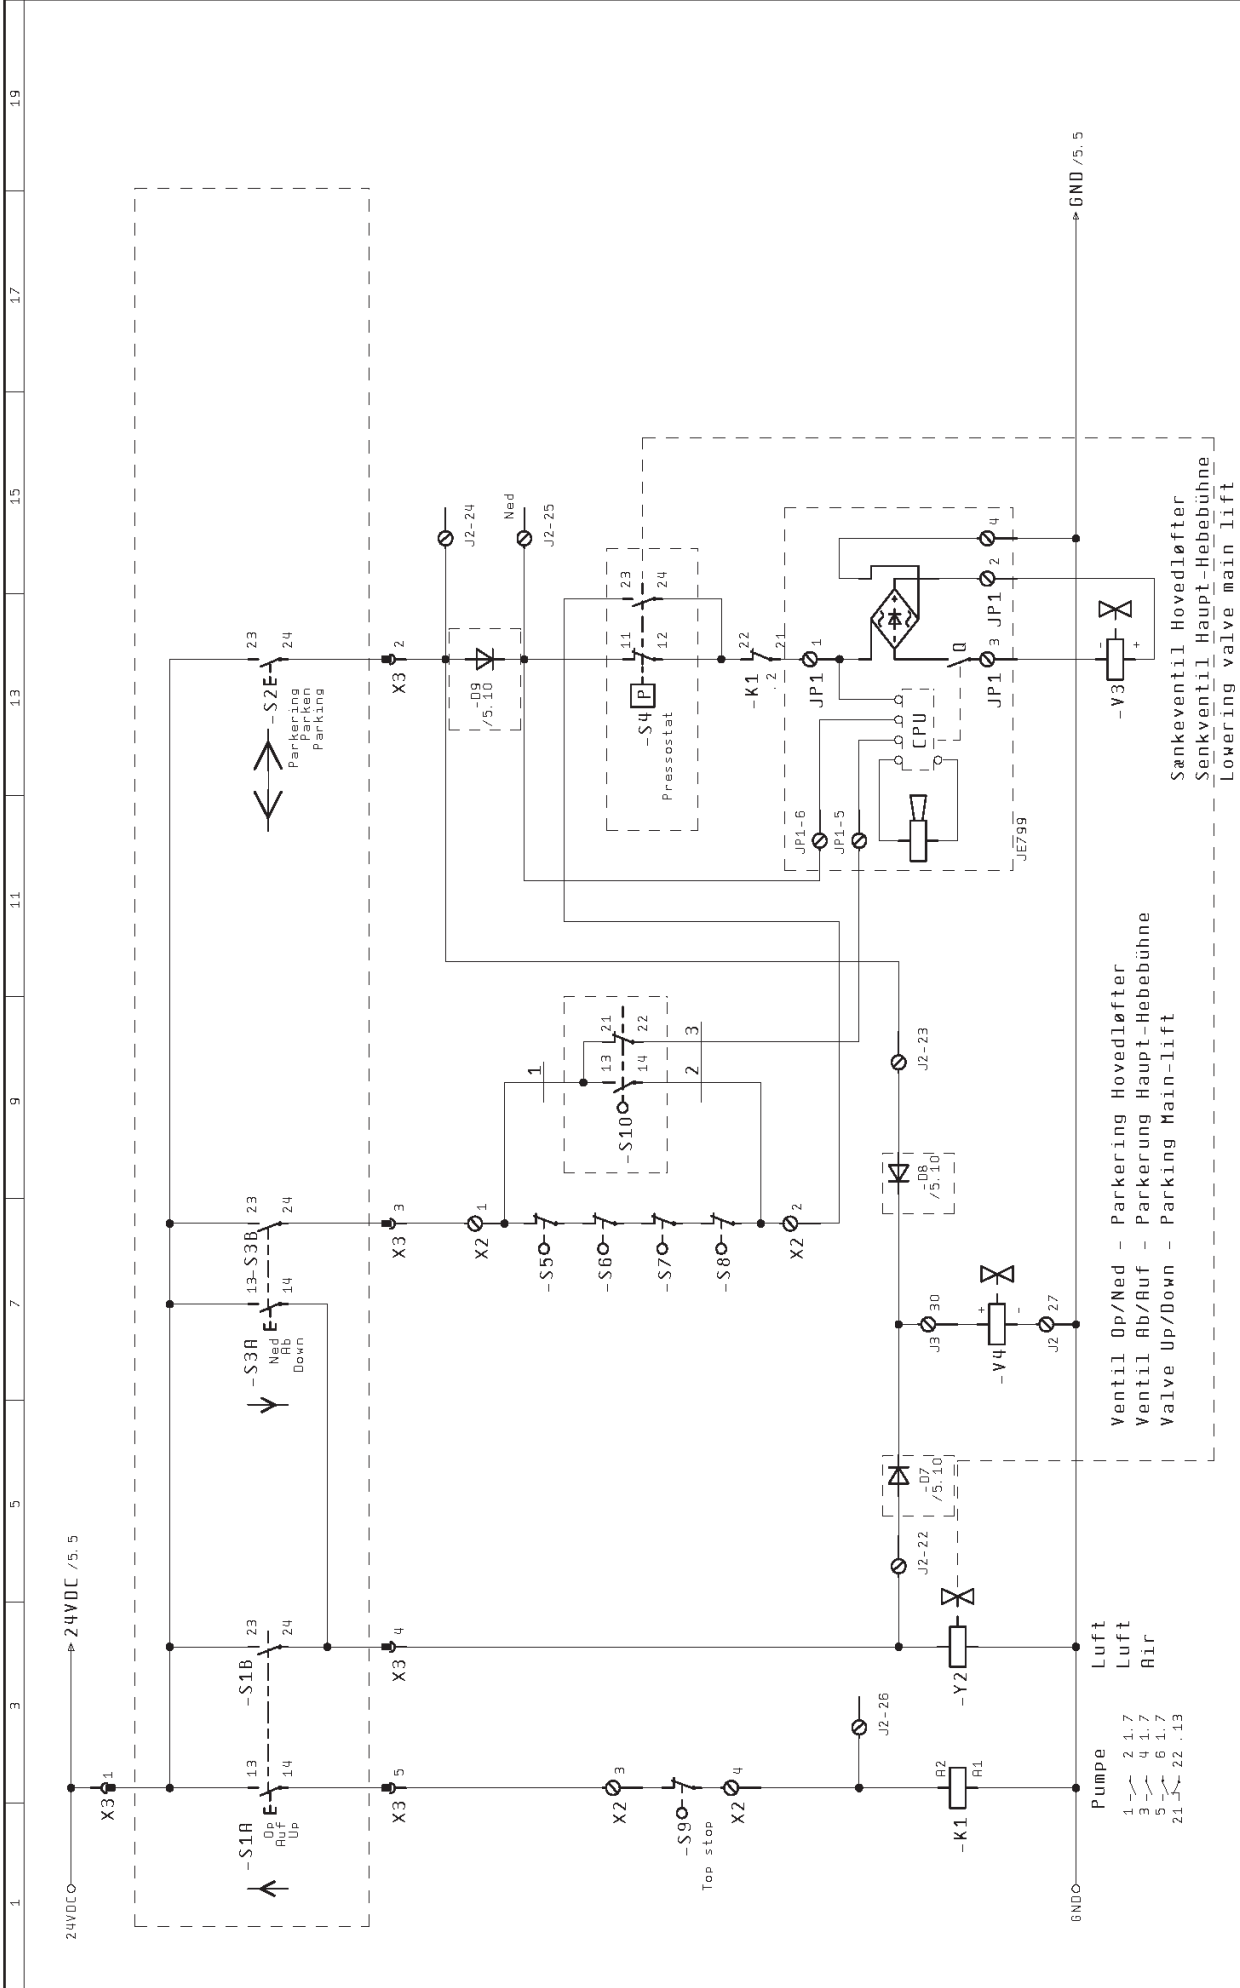 1
3
5
7
9
11
13
15
17
19
24VDC
24VDC /5.5
X3 1
-S1A
Op
Auf
Up
13
14
-S1B
23
24
-S3A
Ned
Ab
Down
13
14
-S3B
23
24
-S2
Parkering
Parken
Parking
23
24
X3 5
X3 4
X3 3
X3 2
J2-24
-D9
/5.10
Ned
J2-25
X2 1
-S5
-S6
-S7
-S8
X2 2
1
-S10
13
14
21
22
2
3
-S4
P
Pressostat
11
12
23
24
X2 3
-S9
Top stop
X2 4
-K1
.2
22
21
JP1 1
JP1-6
JP1-5
CPU
Q
JP1 3
JP1 2
4
JE799
J2-26
J2-22
-D7
/5.10
-D8
/5.10
J2-23
J3 30
-V4
+
-
J2 27
-K1
A2
A1
-Y2
-V3
-
+
GND
GND /5.5
Pumpe
1 2 1.7
3 4 1.7
5 6 1.7
21 22 .13
Luft
Luft
Air
Ventil Op/Ned - Parkering Hovedløfter
Ventil Ab/Auf - Parkerung Haupt-Hebebühne
Valve Up/Down - Parking Main-lift
Sænkeventil Hovedløfter
Senkventil Haupt-Hebebühne
Lowering valve main lift